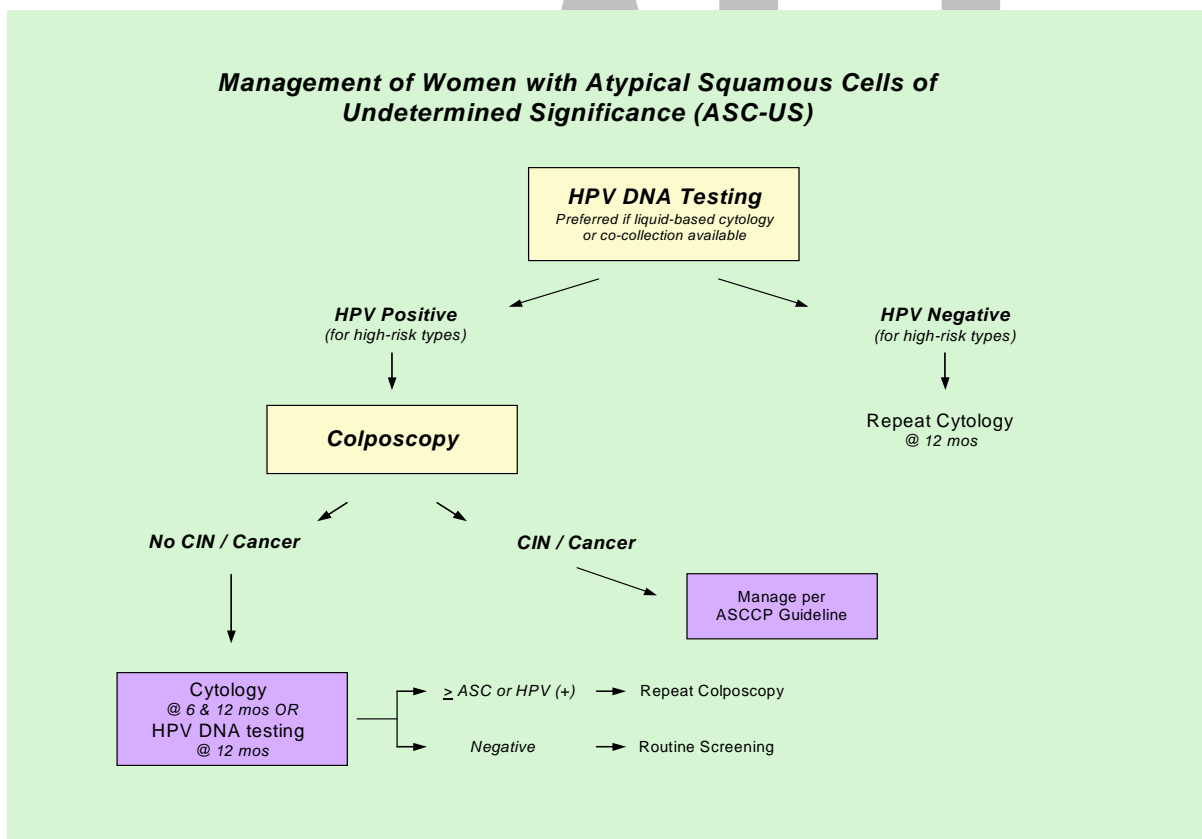 Management of Women with Atypical Squamous Cells of
Undetermined Significance (ASC-US)
HPV DNA Testing
Preferred if liquid-based cytology
or co-collection available
HPV Positive
(for high-risk types)
HPV Negative
(for high-risk types)
Colposcopy
Repeat Cytology
@ 12 mos
No CIN / Cancer
CIN / Cancer
Manage per
ASCCP Guideline
Cytology
@ 6 & 12 mos OR
HPV DNA testing
@ 12 mos
≥ ASC or HPV (+)
Repeat Colposcopy
Negative
Routine Screening